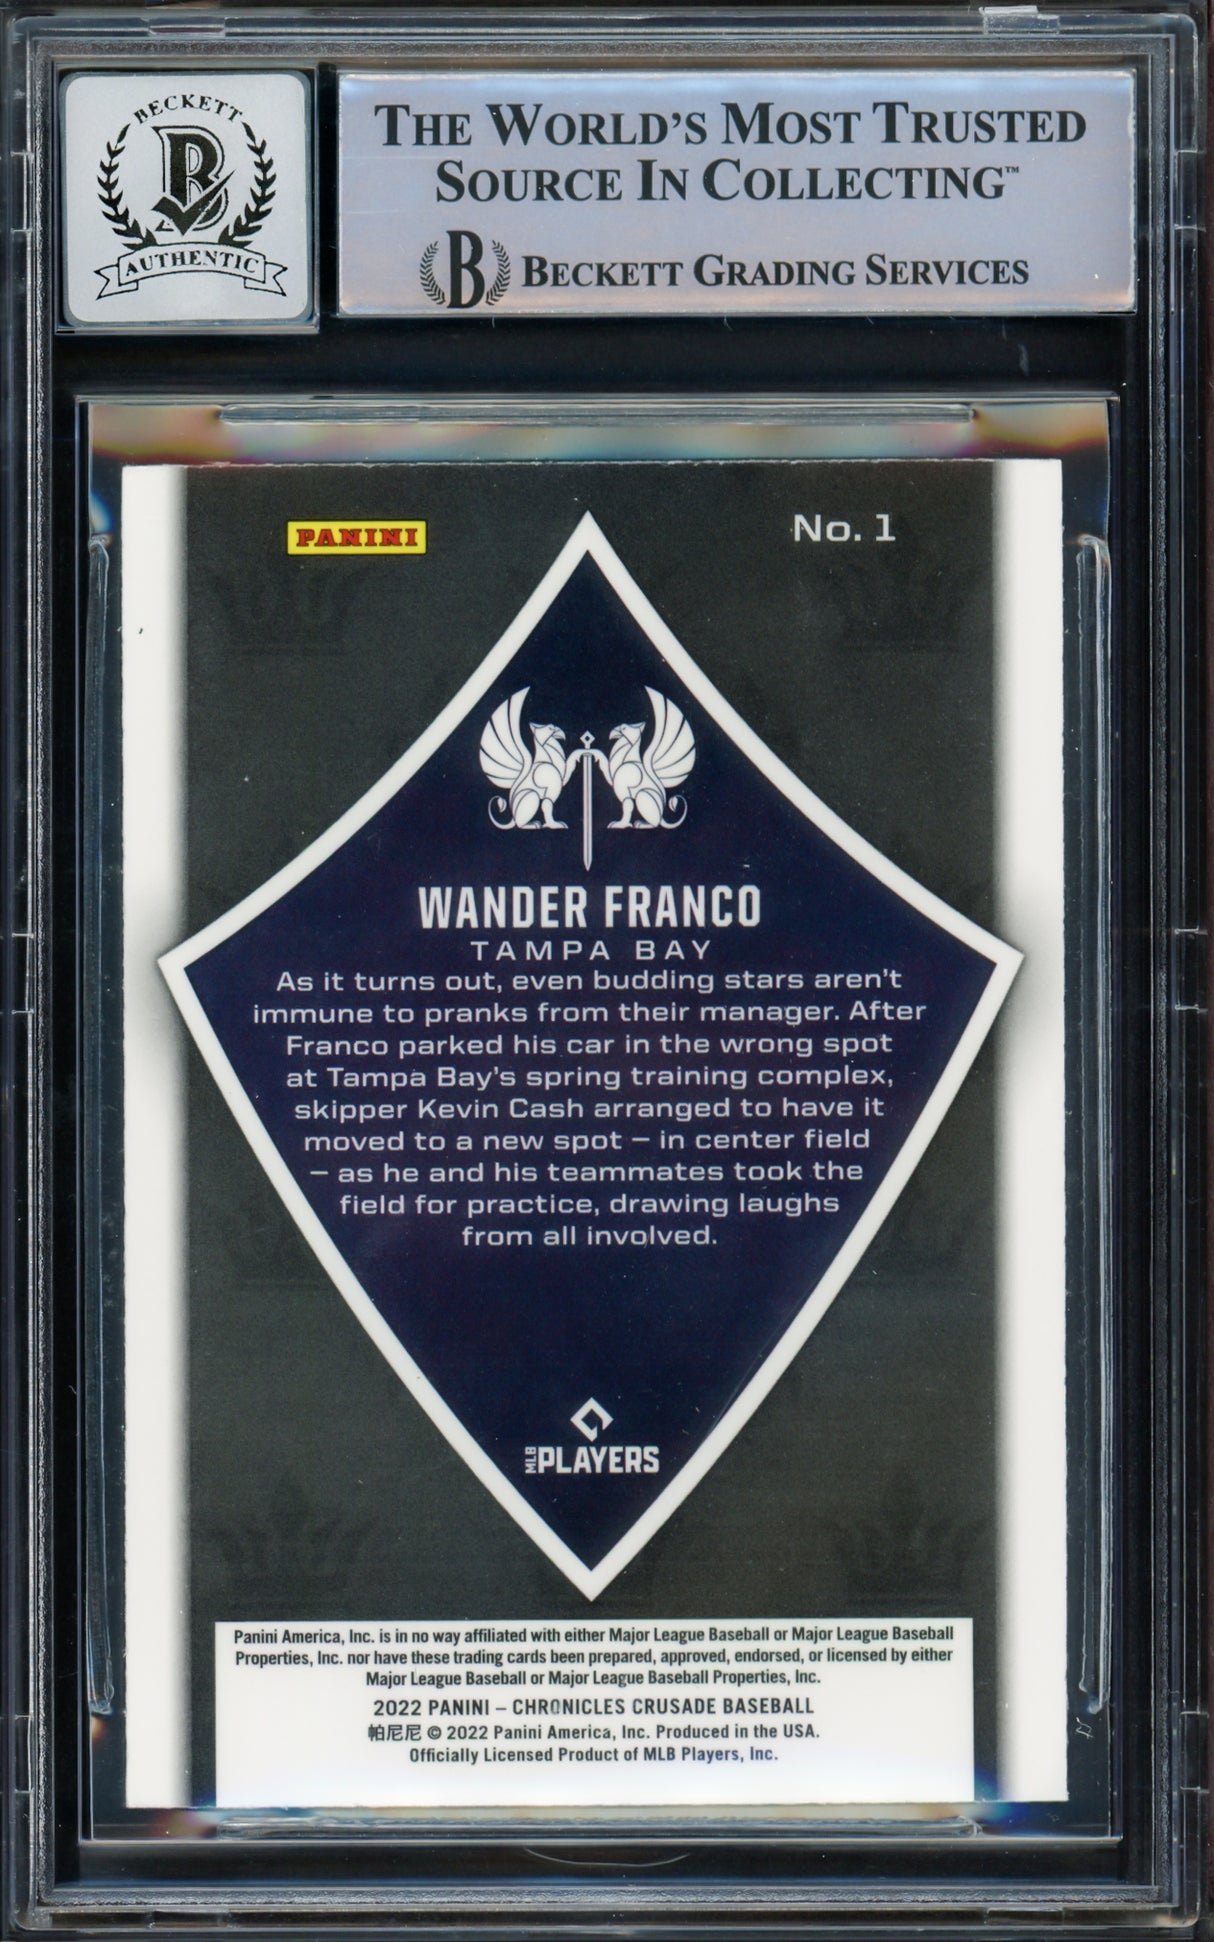 BECKETT
B
AUTHENTIC
THE WORLD'S MOST TRUSTED
SOURCE IN COLLECTING™
B BECKETT GRADING SERVICES
PANINI
No. 1
WANDER FRANCO
TAMPA BAY
As it turns out, even budding stars aren't
immune to pranks from their manager. After
Franco parked his car in the wrong spot
at Tampa Bay's spring training complex,
skipper Kevin Cash arranged to have it
moved to a new spot – in center field
– as he and his teammates took the
field for practice, drawing laughs
from all involved.
MLB PLAYERS
Panini America, Inc. is in no way affiliated with either Major League Baseball or Major League Baseball
Properties, Inc. nor have these trading cards been prepared, approved, endorsed, or licensed by either
Major League Baseball or Major League Baseball Properties, Inc.
2022 PANINI – CHRONICLES CRUSADE BASEBALL
帕尼尼 © 2022 Panini America, Inc. Produced in the USA.
Officially Licensed Product of MLB Players, Inc.